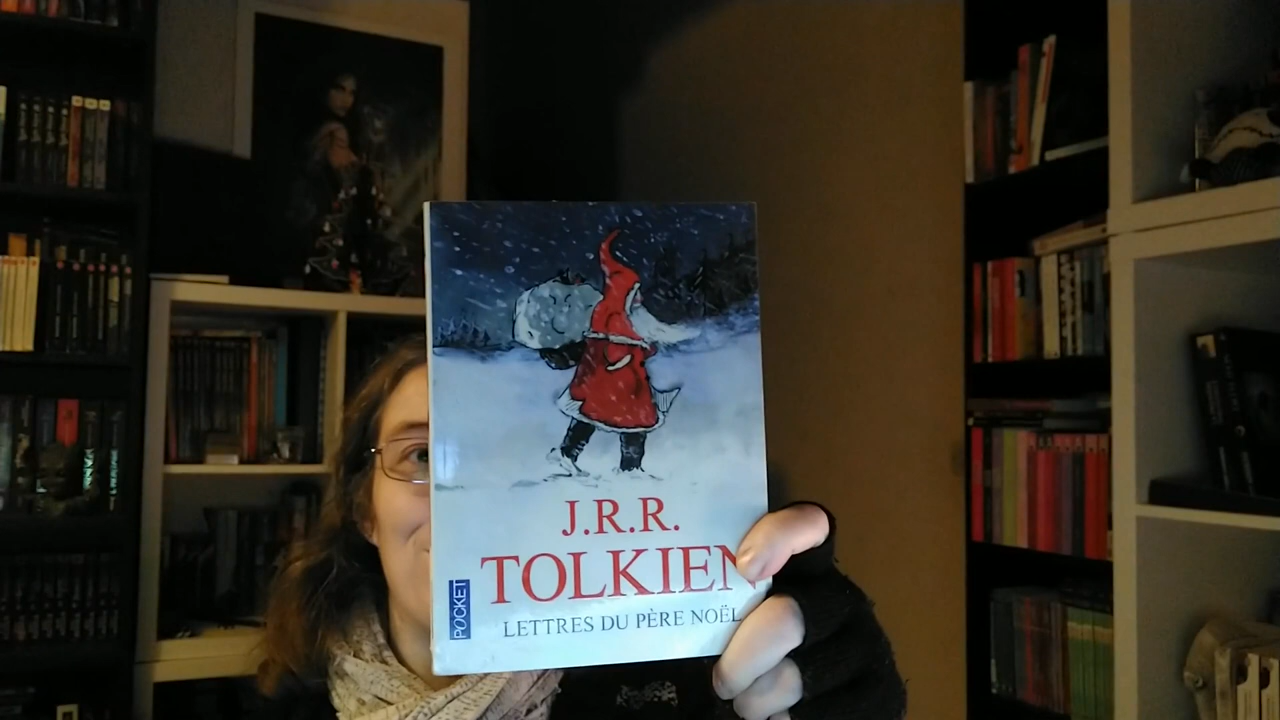 J.R.R.
TOLKIEN
LETTRES DU PÈRE NOËL
POCKET